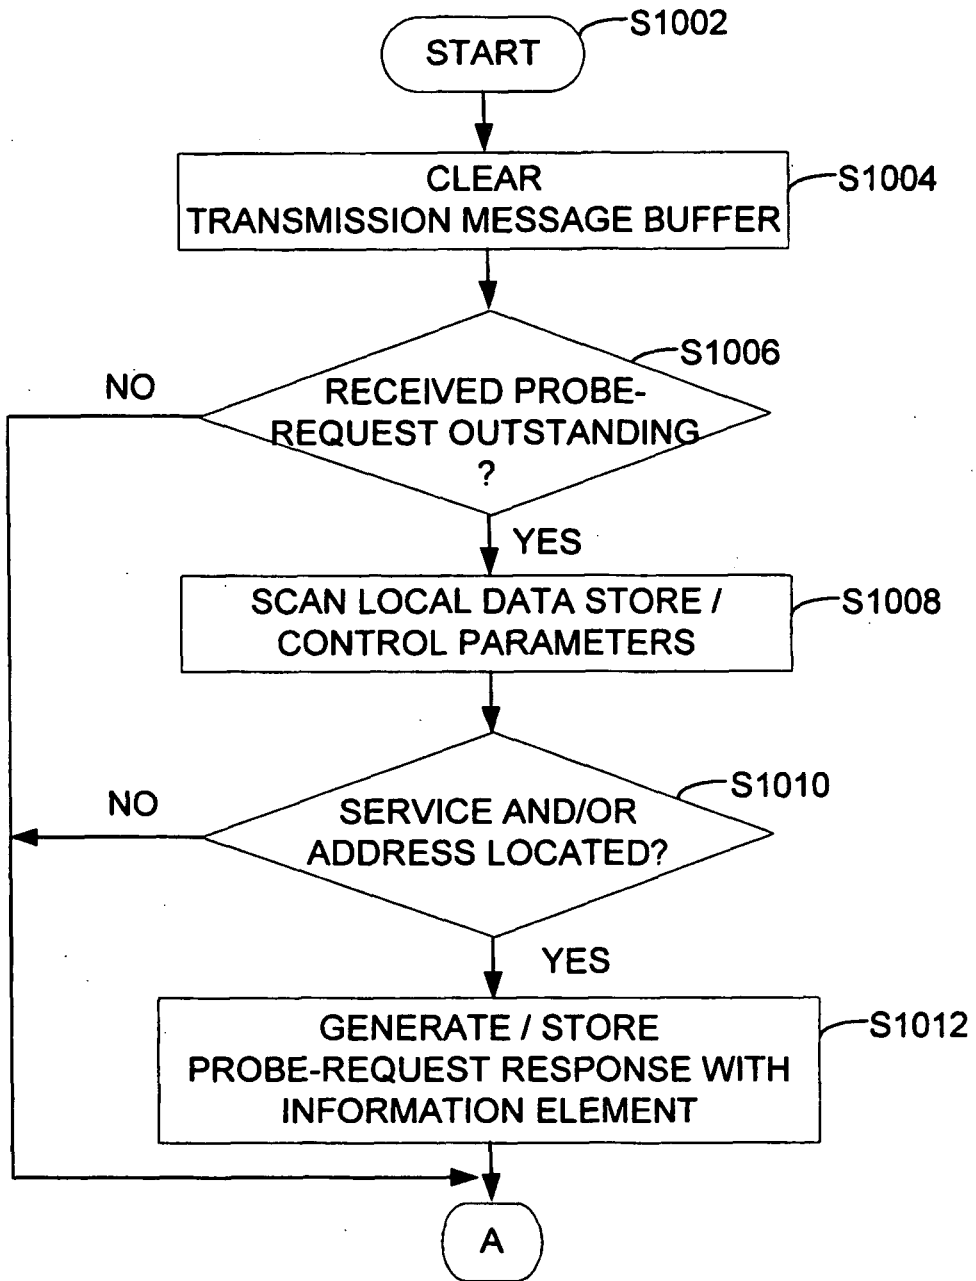 START
S1002
CLEAR
TRANSMISSION MESSAGE BUFFER
S1004
RECEIVED PROBE-
REQUEST OUTSTANDING
?
S1006
NO
YES
SCAN LOCAL DATA STORE /
CONTROL PARAMETERS
S1008
SERVICE AND/OR
ADDRESS LOCATED?
S1010
NO
YES
GENERATE / STORE
PROBE-REQUEST RESPONSE WITH
INFORMATION ELEMENT
S1012
A